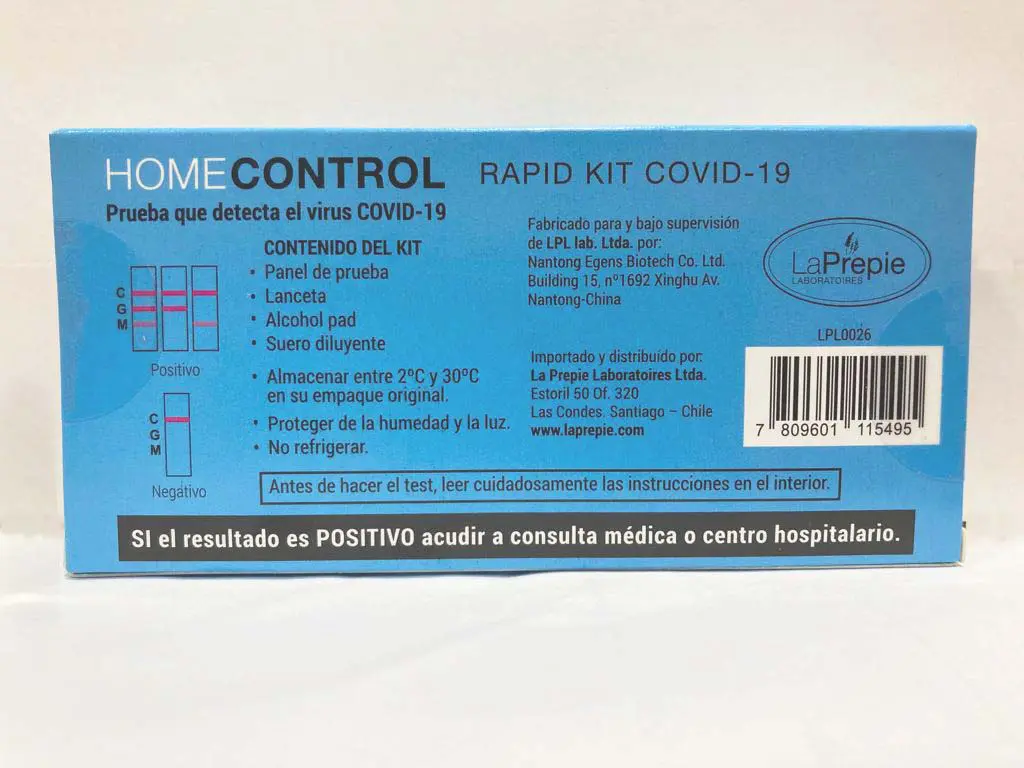 HOMECONTROL RAPID KIT COVID-19
Prueba que detecta el virus COVID-19
C
G
M
Positivo
C
G
M
Negativo
CONTENIDO DEL KIT
• Panel de prueba
• Lanceta
• Alcohol pad
• Suero diluyente
• Almacenar entre 2ºC y 30ºC
en su empaque original.
• Proteger de la humedad y la luz.
• No refrigerar.
Fabricado para y bajo supervisión
de LPL lab. Ltda. por:
Nantong Egens Biotech Co. Ltd.
Building 15, nº1692 Xinghu Av.
Nantong-China
Importado y distribuído por:
La Prepie Laboratoires Ltda.
Estoril 50 Of. 320
Las Condes. Santiago – Chile
www.laprepie.com
LaPrepie
LABORATOIRES
LPL0026
7 809601 115495
Antes de hacer el test, leer cuidadosamente las instrucciones en el interior.
SI el resultado es POSITIVO acudir a consulta médica o centro hospitalario.